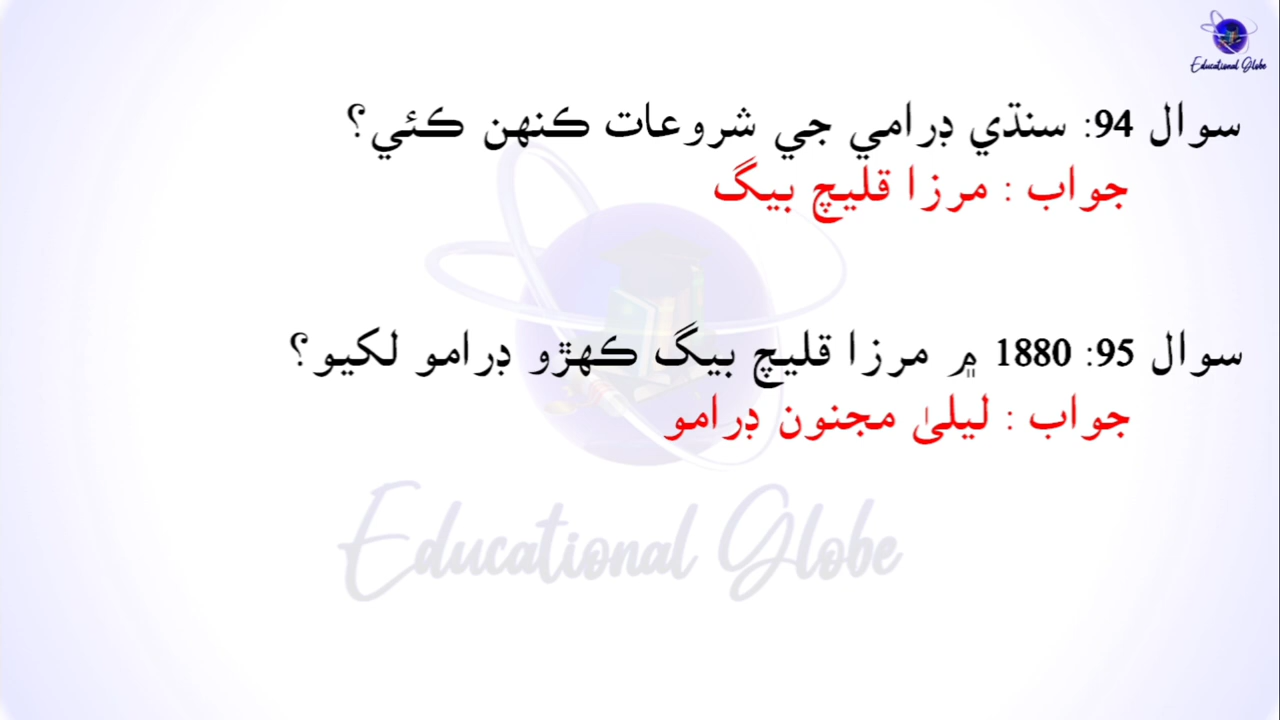 Educational Globe
سوال 94: سنڌي ڊرامي جي شروعات ڪنهن ڪئي؟
جواب : مرزا قليچ بيگ
سوال 95: 1880 ۾ مرزا قليچ بيگ ڪهڙو ڊرامو لکيو؟
جواب : ليليٰ مجنون ڊرامو
Educational Globe